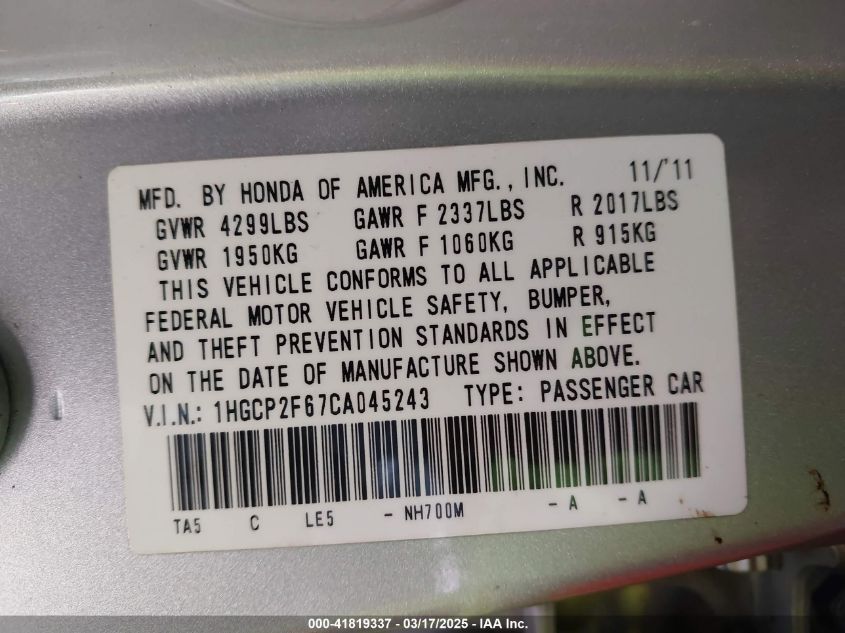 MFD. BY HONDA OF AMERICA MFG., INC. 11/'11
GVWR 4299LBS GAWR F 2337LBS R 2017LBS
GVWR 1950KG GAWR F 1060KG R 915KG
THIS VEHICLE CONFORMS TO ALL APPLICABLE
FEDERAL MOTOR VEHICLE SAFETY, BUMPER,
AND THEFT PREVENTION STANDARDS IN EFFECT
ON THE DATE OF MANUFACTURE SHOWN ABOVE.
V.I.N.: 1HGCP2F67CA045243 TYPE: PASSENGER CAR
TA5 C LE5 - NH700M - A - A
000-41819337 - 03/17/2025 - IAA Inc.